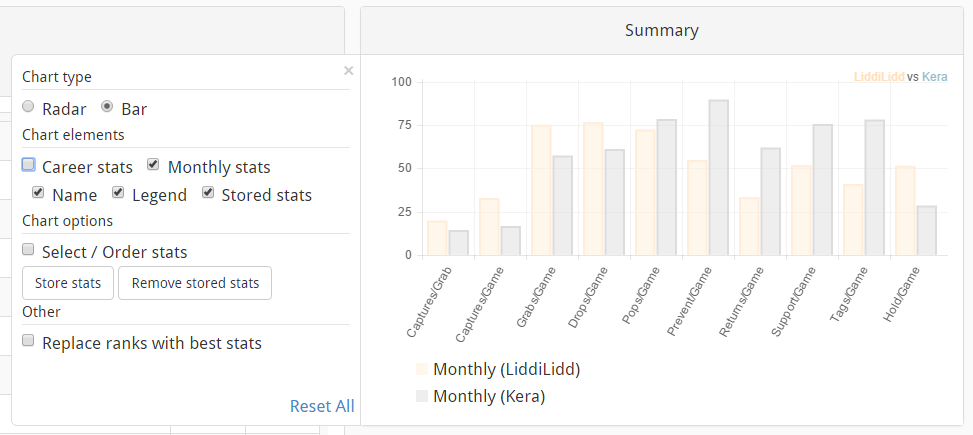 Summary
Chart type
×
Radar Bar
Chart elements
Career stats Monthly stats
Name Legend Stored stats
Chart options
Select / Order stats
Store stats Remove stored stats
Other
Replace ranks with best stats
Reset All
LiddiLidd vs Kera
100
75
50
25
0
Captures/Grab
Captures/Game
Grabs/Game
Drops/Game
Pops/Game
Prevent/Game
Returns/Game
Support/Game
Tags/Game
Hold/Game
Monthly (LiddiLidd)
Monthly (Kera)